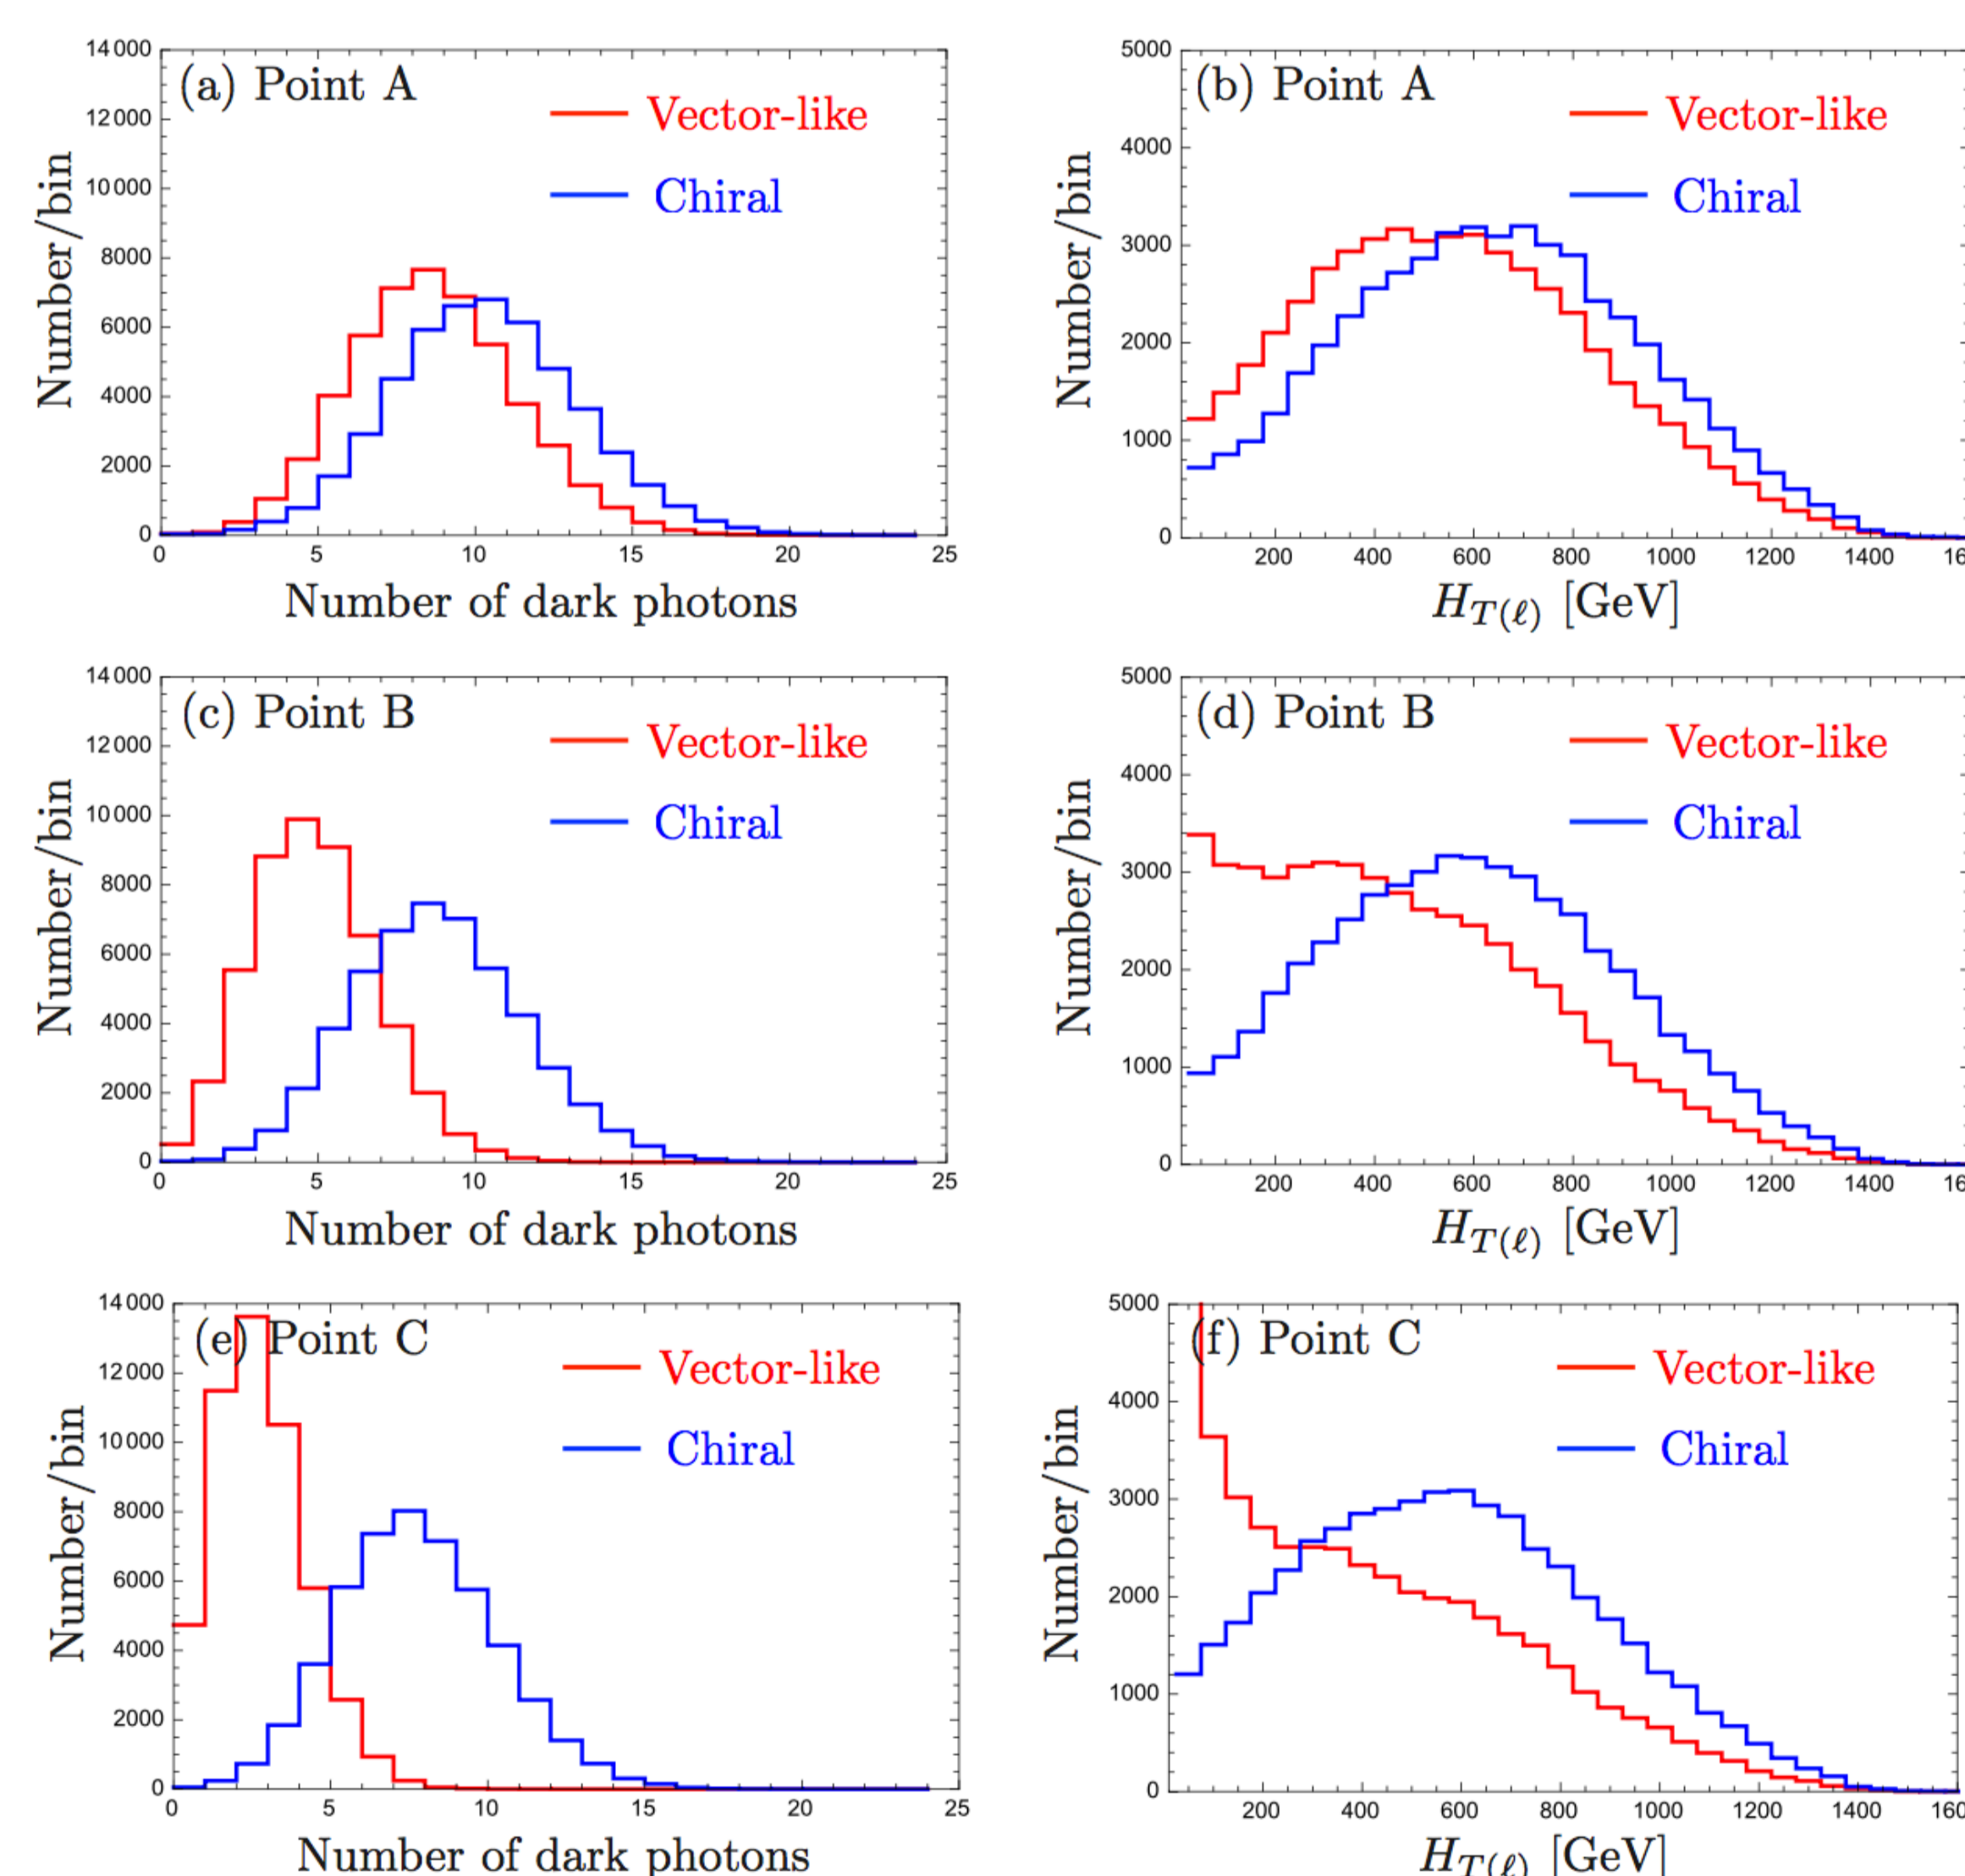 (a) Point A
Vector-like
Chiral
Number/bin
14000
12000
10000
8000
6000
4000
2000
0
0 5 10 15 20 25
Number of dark photons
(b) Point A
Vector-like
Chiral
Number/bin
5000
4000
3000
2000
1000
0
200 400 600 800 1000 1200 1400 16
H_T(ℓ) [GeV]
(c) Point B
Vector-like
Chiral
Number/bin
14000
12000
10000
8000
6000
4000
2000
0
0 5 10 15 20 25
Number of dark photons
(d) Point B
Vector-like
Chiral
Number/bin
5000
4000
3000
2000
1000
0
200 400 600 800 1000 1200 1400 16
H_T(ℓ) [GeV]
(e) Point C
Vector-like
Chiral
Number/bin
14000
12000
10000
8000
6000
4000
2000
0
0 5 10 15 20 25
Number of dark photons
(f) Point C
Vector-like
Chiral
Number/bin
5000
4000
3000
2000
1000
0
200 400 600 800 1000 1200 1400 160
H_T(ℓ) [GeV]